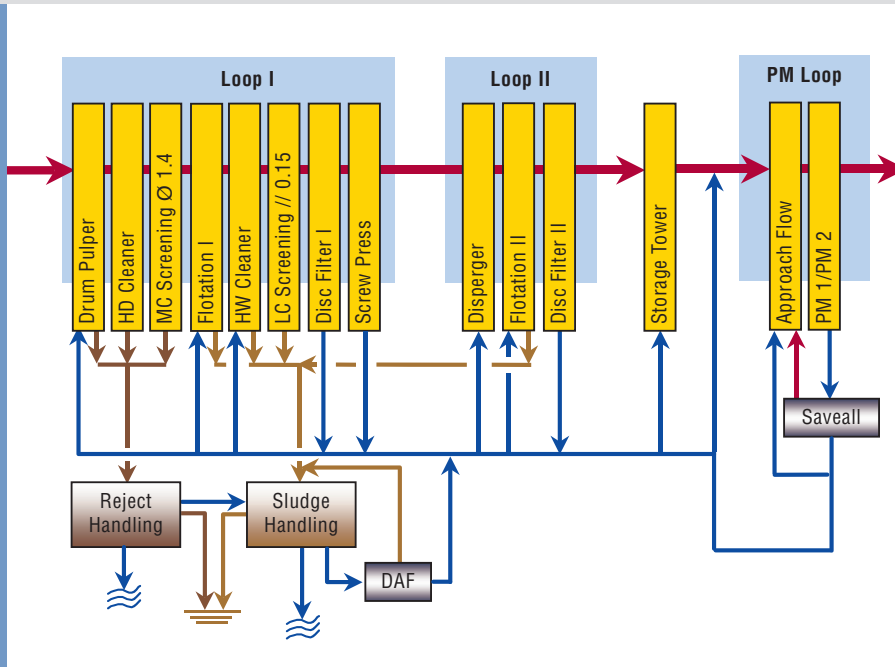 Loop I
Loop II
PM Loop
Drum Pulper
HD Cleaner
MC Screening Ø 1.4
Flotation I
HW Cleaner
LC Screening // 0.15
Disc Filter I
Screw Press
Disperger
Flotation II
Disc Filter II
Storage Tower
Approach Flow
PM 1/PM 2
Saveall
Reject
Handling
Sludge
Handling
DAF